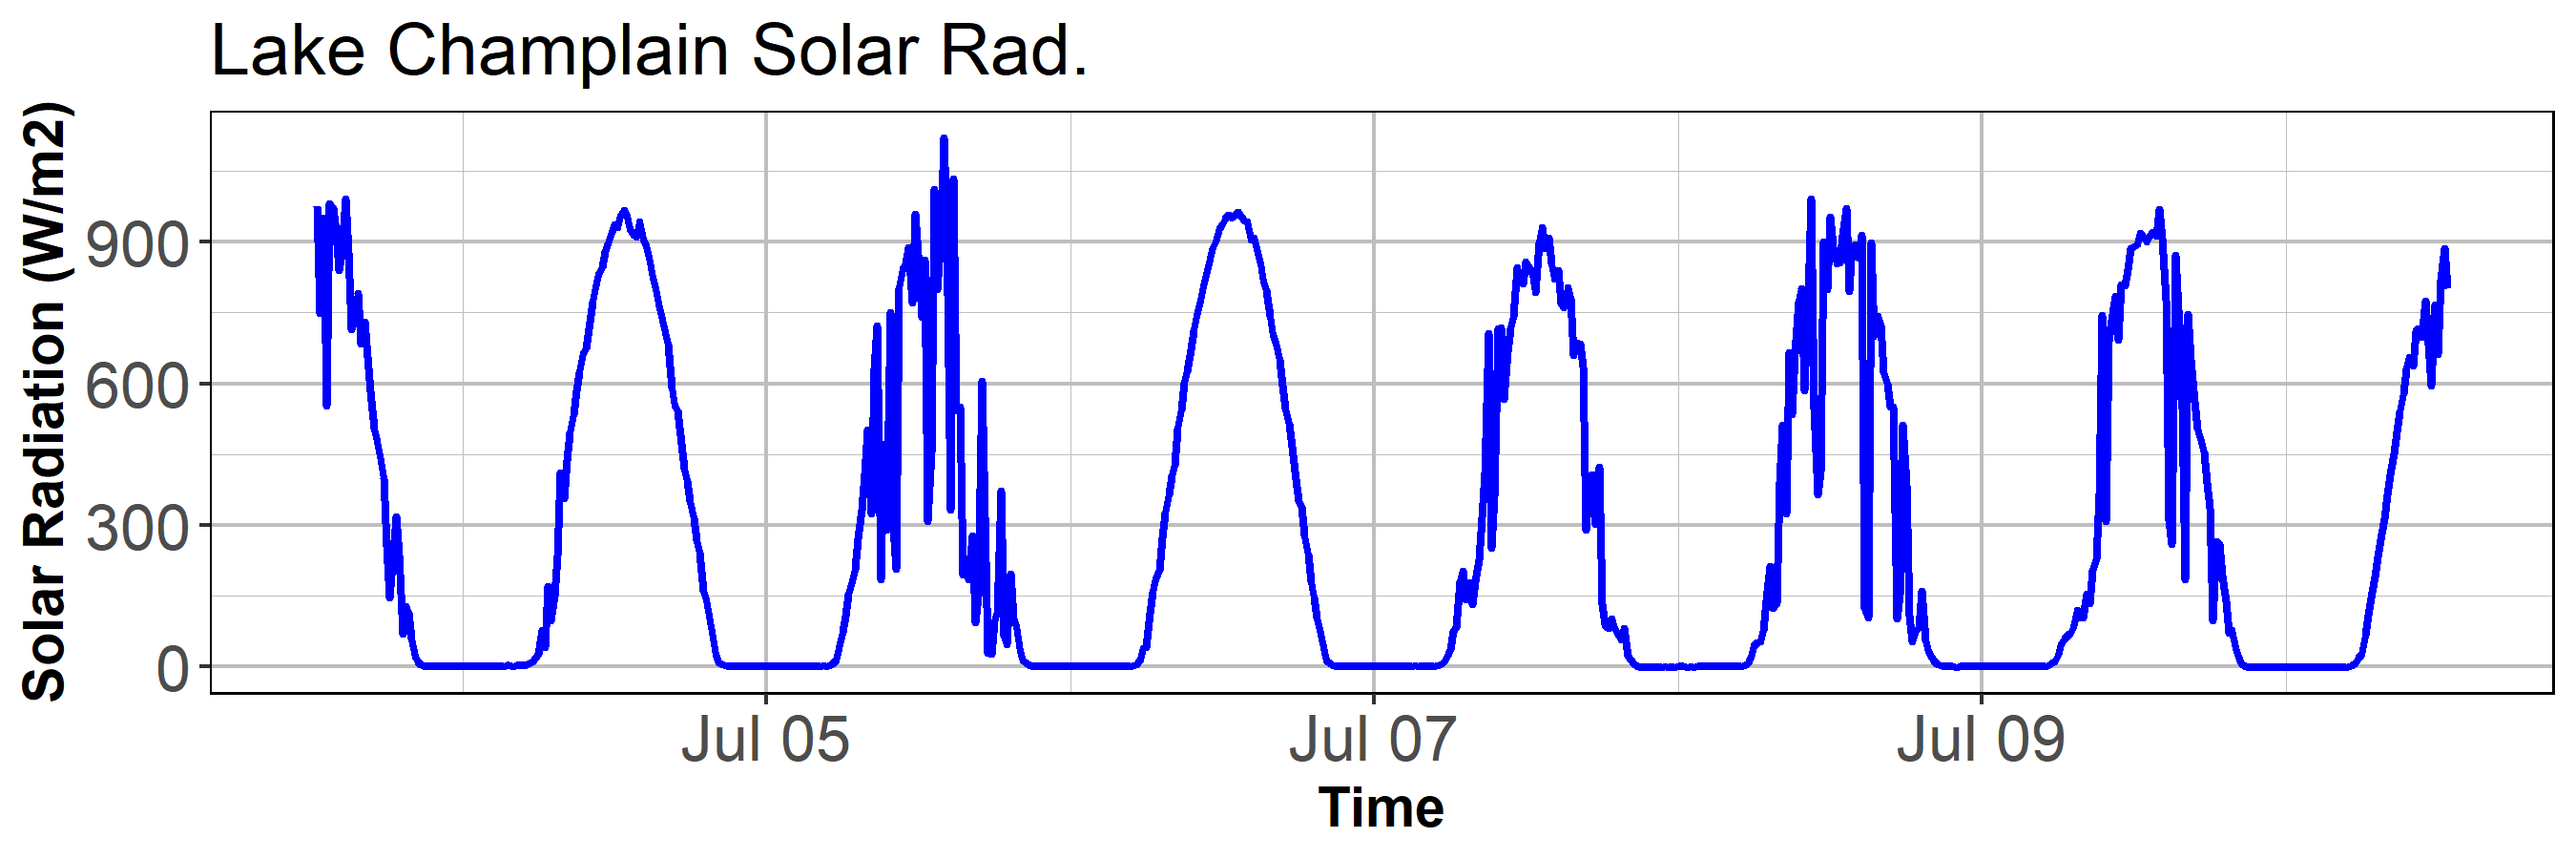 Lake Champlain Solar Rad.
Solar Radiation (W/m2)
900
600
300
0
Jul 05 Jul 07 Jul 09
Time